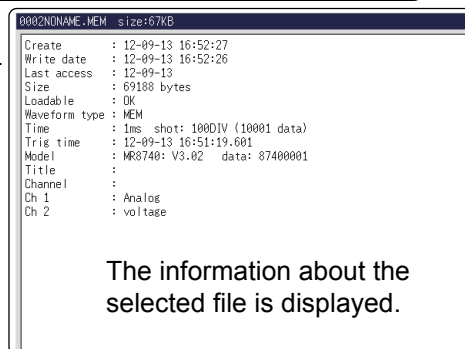 0002NONAME.MEM size:67KB
Create : 12-09-13 16:52:27
Write date : 12-09-13 16:52:26
Last access : 12-09-13
Size : 69188 bytes
Loadable : OK
Waveform type : MEM
Time : 1ms shot: 100DIV (10001 data)
Trig time : 12-09-13 16:51:19.601
Model : MR8740: V3.02 data: 87400001
Title :
Channel :
Ch 1 : Analog
Ch 2 : voltage
The information about the
selected file is displayed.